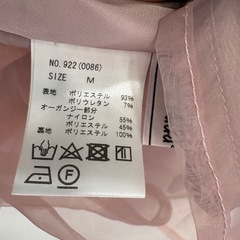 NO.922(0086)
SIZE M
表地 ポリエステル 93%
ポリウレタン 7%
オーガンジー部分
ナイロン 55%
ポリエステル 45%
裏地 ポリエステル 100%